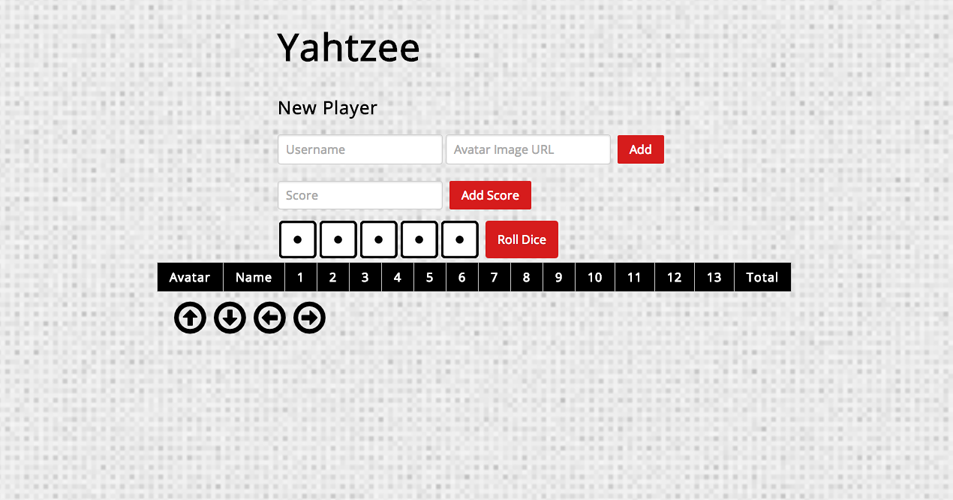 Yahtzee
New Player
Username Avatar Image URL Add
Score Add Score
Roll Dice
Avatar Name 1 2 3 4 5 6 7 8 9 10 11 12 13 Total